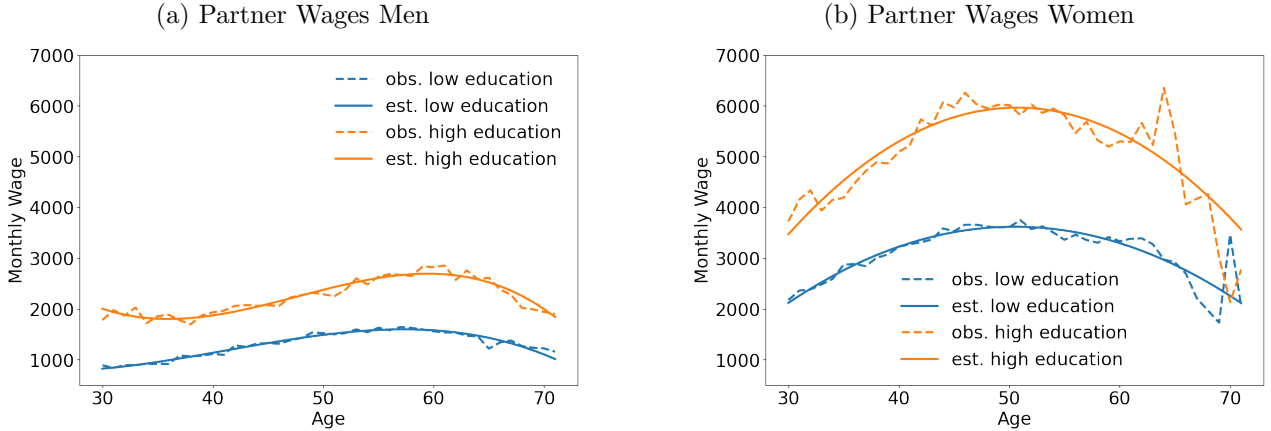 (a) Partner Wages Men
7000
6000
5000
4000
3000
2000
1000
Monthly Wage
30 40 50 60 70
Age
obs. low education
est. low education
obs. high education
est. high education
(b) Partner Wages Women
7000
6000
5000
4000
3000
2000
1000
Monthly Wage
30 40 50 60 70
Age
obs. low education
est. low education
obs. high education
est. high education